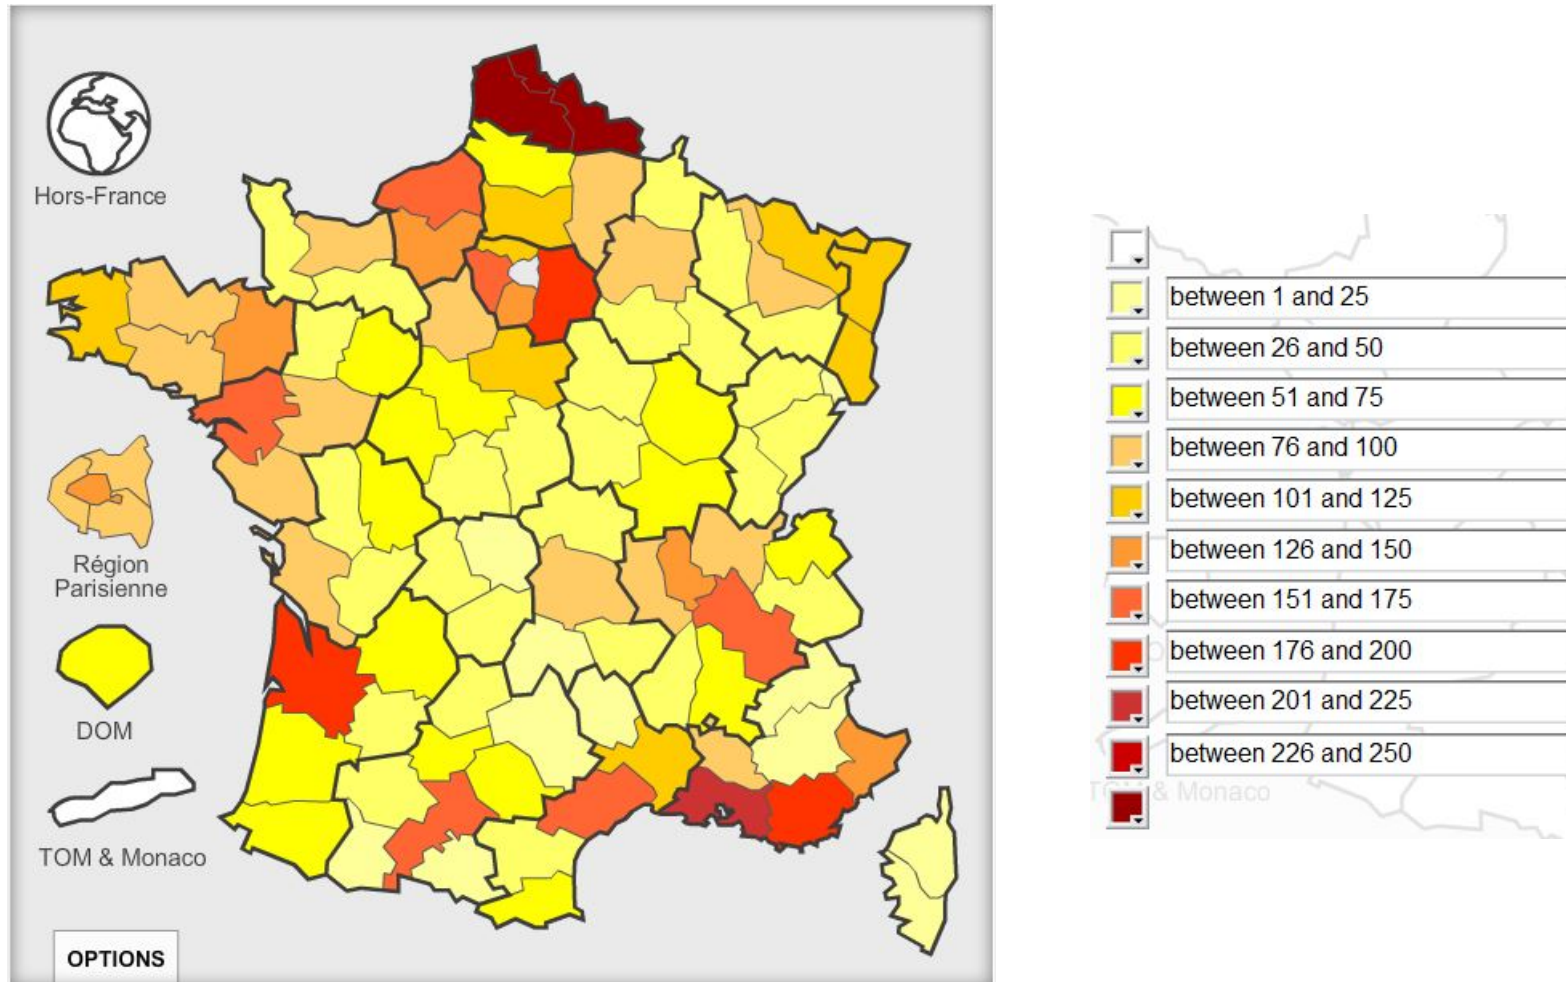 Hors-France
Région
Parisienne
DOM
TOM & Monaco
OPTIONS
between 1 and 25
between 26 and 50
between 51 and 75
between 76 and 100
between 101 and 125
between 126 and 150
between 151 and 175
between 176 and 200
between 201 and 225
between 226 and 250
TOM & Monaco